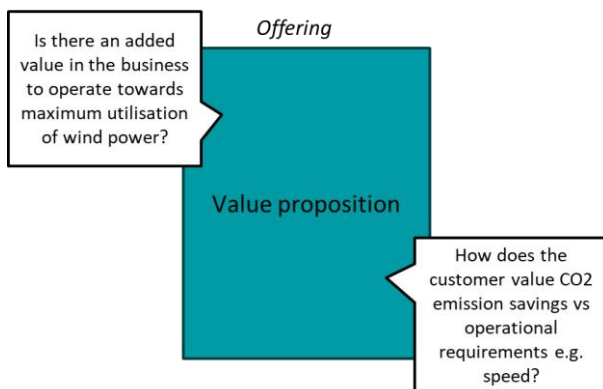 Offering
Is there an added
value in the business
to operate towards
maximum utilisation
of wind power?
Value proposition
How does the
customer value CO2
emission savings vs
operational
requirements e.g.
speed?